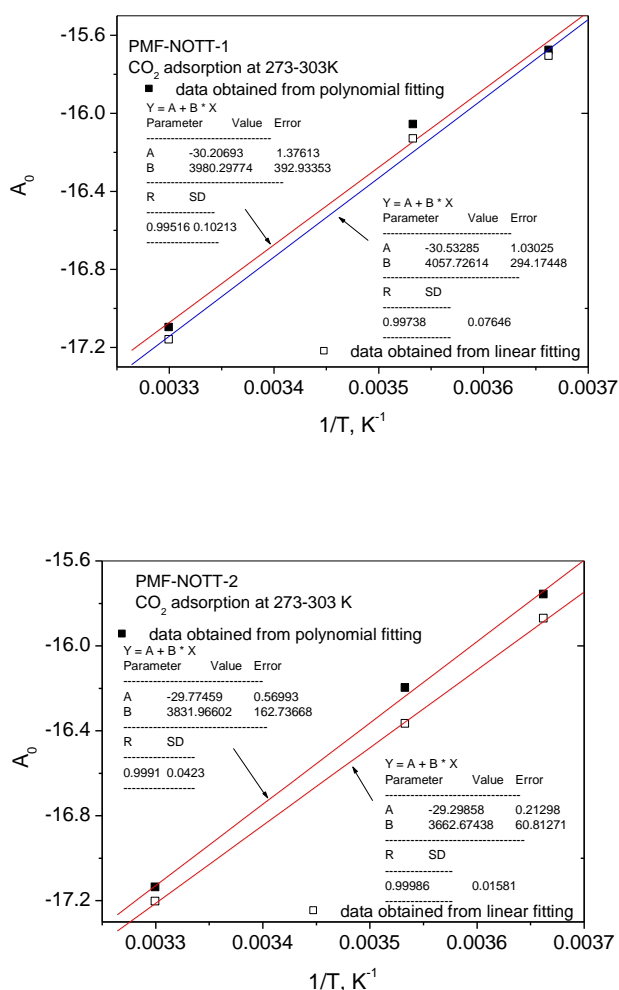 -15.6
-16.0
-16.4
-16.8
-17.2
A₀
PMF-NOTT-1
CO₂ adsorption at 273-303K
data obtained from polynomial fitting
Y = A + B * X
Parameter Value Error
------------------------------
A -30.20693 1.37613
B 3980.29774 392.93353
---------------------------------
R SD
-----------------
0.99516 0.10213
------------------
Y = A + B * X
Parameter Value Error
---------------------------------
A -30.53285 1.03025
B 4057.72614 294.17448
---------------------------------
R SD
-----------------
0.99738 0.07646
-----------------
data obtained from linear fitting
0.0033 0.0034 0.0035 0.0036 0.0037
1/T, K⁻¹
-15.6
-16.0
-16.4
-16.8
-17.2
A₀
PMF-NOTT-2
CO₂ adsorption at 273-303 K
data obtained from polynomial fitting
Y = A + B * X
Parameter Value Error
---------------------------------
A -29.77459 0.56993
B 3831.96602 162.73668
----------------------------------
R SD
-----------------
0.9991 0.0423
-----------------
Y = A + B * X
Parameter Value Error
---------------------------------
A -29.29858 0.21298
B 3662.67438 60.81271
---------------------------------
R SD
----------------
0.99986 0.01581
----------------
data obtained from linear fitting
0.0033 0.0034 0.0035 0.0036 0.0037
1/T, K⁻¹